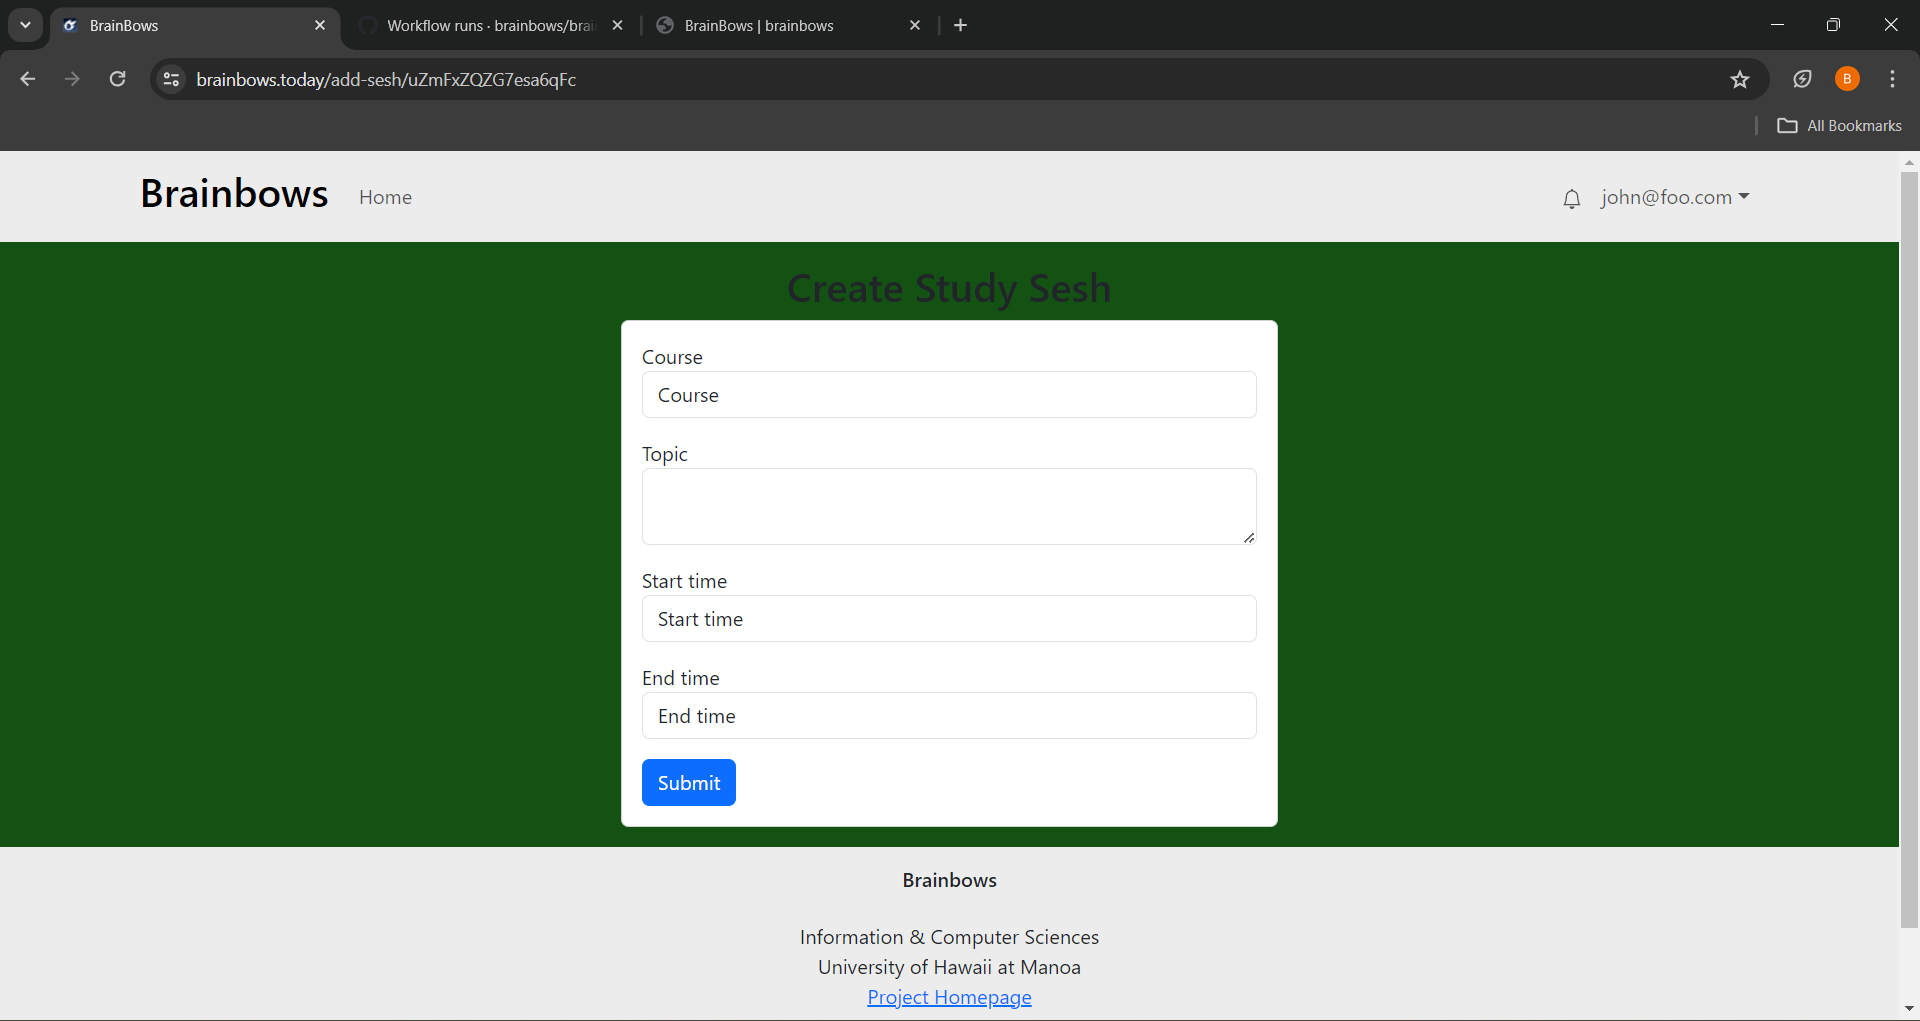 BrainBows
Workflow runs · brainbows/brai
BrainBows | brainbows
brainbows.today/add-sesh/uZmFxZQZG7esa6qFc
B
All Bookmarks
Brainbows
Home
john@foo.com
Create Study Sesh
Course
Course
Topic
Start time
Start time
End time
End time
Submit
Brainbows
Information & Computer Sciences
University of Hawaii at Manoa
Project Homepage